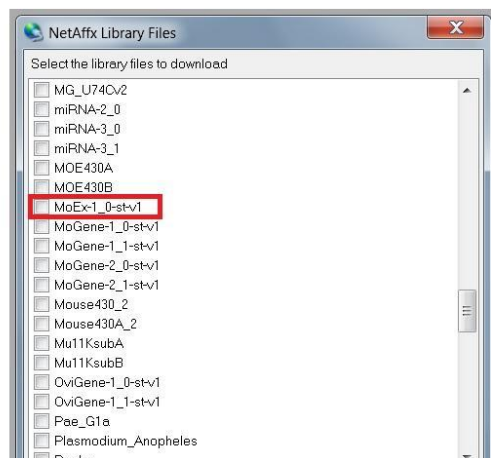 NetAffx Library Files
Select the library files to download
MG_U74Cv2
miRNA-2_0
miRNA-3_0
miRNA-3_1
MOE430A
MOE430B
MoEx-1_0-st-v1
MoGene-1_0-st-v1
MoGene-1_1-st-v1
MoGene-2_0-st-v1
MoGene-2_1-st-v1
Mouse430_2
Mouse430A_2
Mu11KsubA
Mu11KsubB
OviGene-1_0-st-v1
OviGene-1_1-st-v1
Pae_G1a
Plasmodium_Anopheles